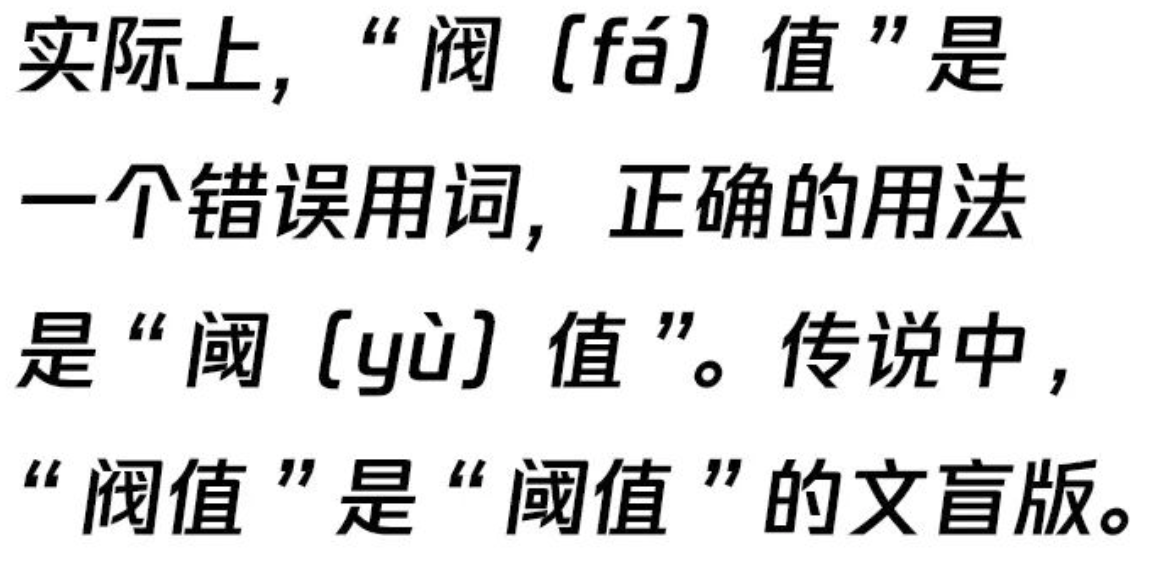 实际上，“阀（fá）值”是
一个错误用词，正确的用法
是“阈（yù）值”。传说中，
“阀值”是“阈值”的文盲版。